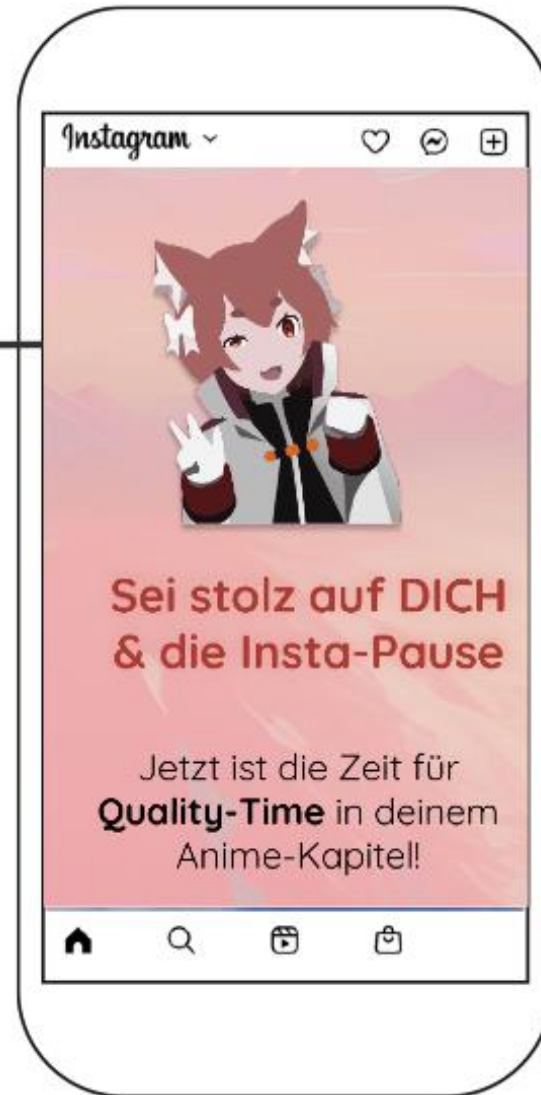 Instagram
Sei stolz auf DICH
& die Insta-Pause
Jetzt ist die Zeit für
Quality-Time in deinem
Anime-Kapitel!